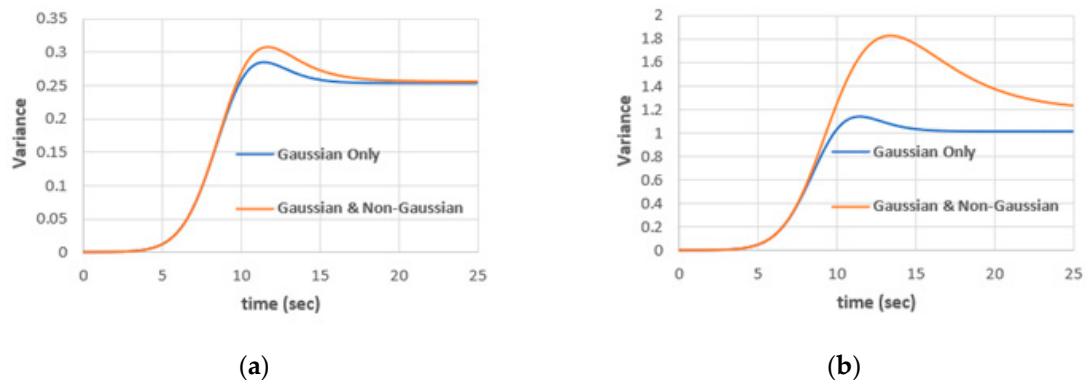 0.35
0.3
0.25
0.2
0.15
0.1
0.05
0
Variance
Gaussian Only
Gaussian & Non-Gaussian
0 5 10 15 20 25
time (sec)
(a)
2
1.8
1.6
1.4
1.2
1
0.8
0.6
0.4
0.2
0
Variance
Gaussian Only
Gaussian & Non-Gaussian
0 5 10 15 20 25
time (sec)
(b)